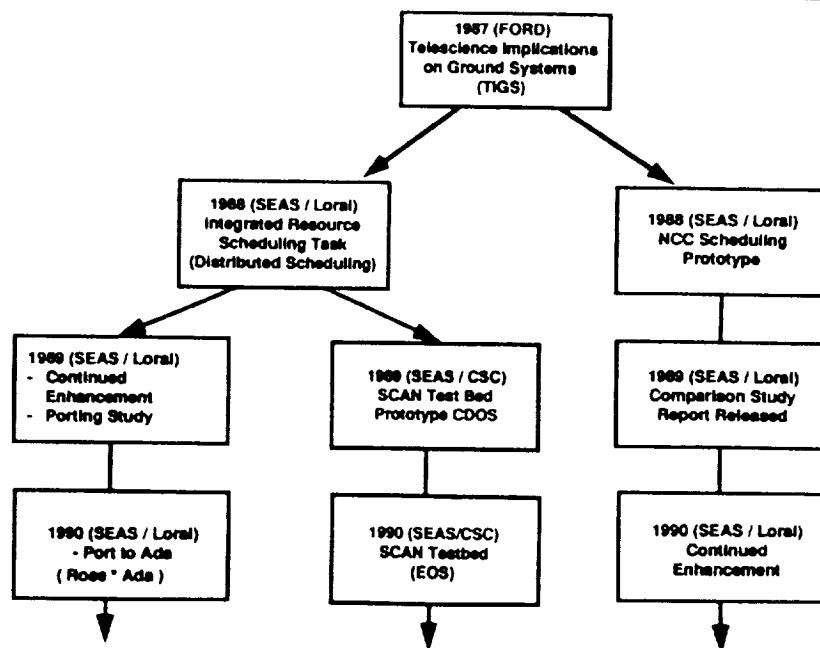 1987 (FORD)
Telescience Implications
on Ground Systems
(TIGS)
1988 (SEAS / Loral)
Integrated Resource
Scheduling Task
(Distributed Scheduling)
1988 (SEAS / Loral)
NCC Scheduling
Prototype
1989 (SEAS / Loral)
- Continued
Enhancement
- Porting Study
1989 (SEAS / CSC)
SCAN Test Bed
Prototype CDOS
1989 (SEAS / Loral)
Comparison Study
Report Released
1990 (SEAS / Loral)
- Port to Ada
( Ross * Ada )
1990 (SEAS/CSC)
SCAN Testbed
(EOS)
1990 (SEAS / Loral)
Continued
Enhancement